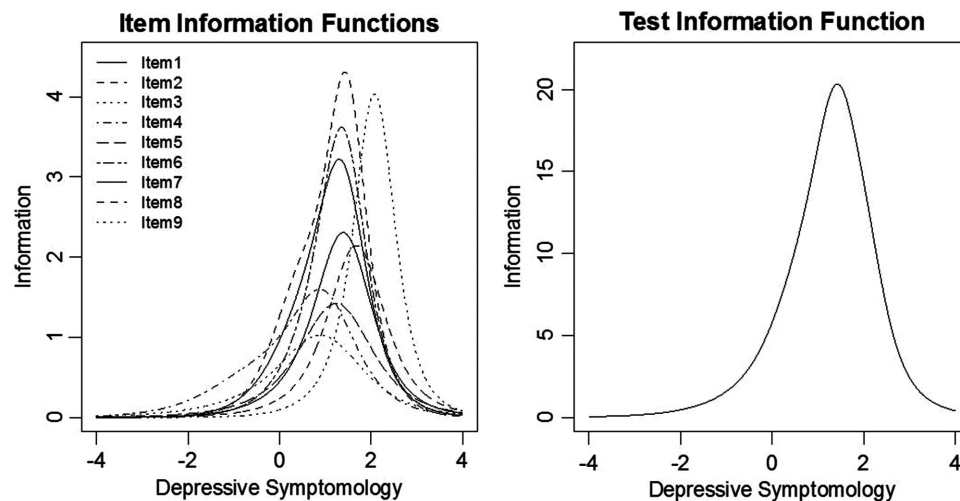 Item Information Functions
Information
4
3
2
1
0
Item1
Item2
Item3
Item4
Item5
Item6
Item7
Item8
Item9
-4 -2 0 2 4
Depressive Symptomology
Test Information Function
Information
20
15
10
5
0
-4 -2 0 2 4
Depressive Symptomology